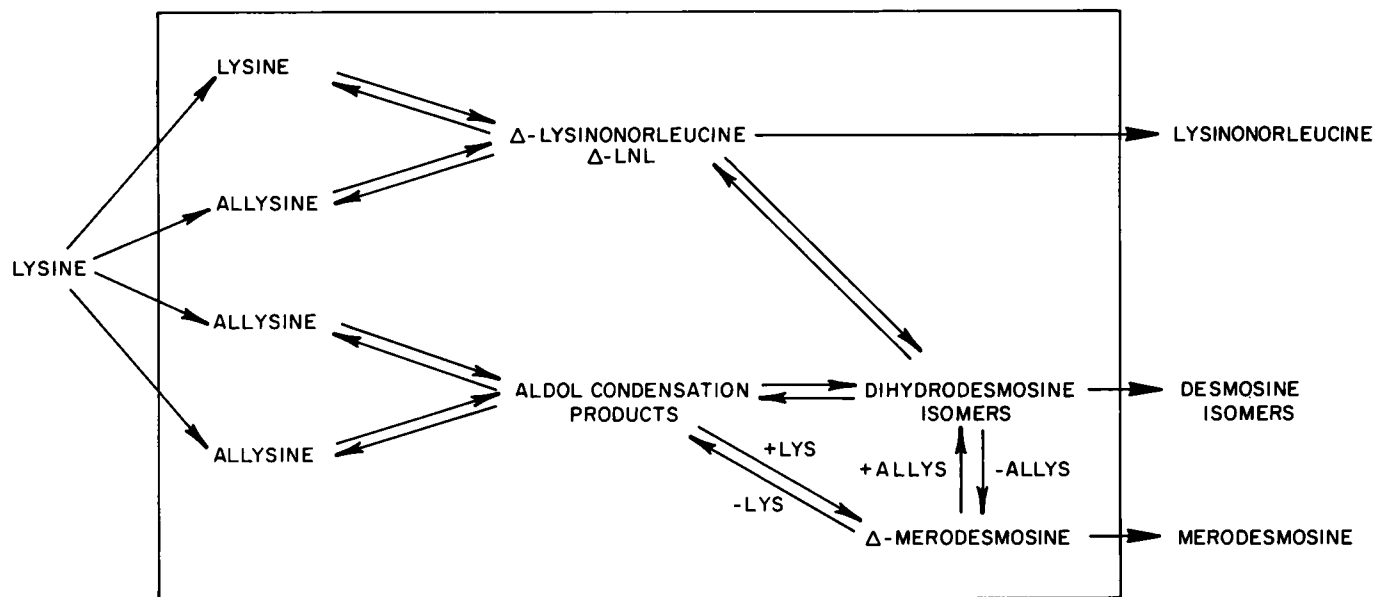 LYSINE
Δ-LYSINONORLEUCINE
Δ-LNL
LYSINONORLEUCINE
ALLYSINE
LYSINE
ALLYSINE
ALDOL CONDENSATION
PRODUCTS
DIHYDRODESMOSINE
ISOMERS
DESMOSINE
ISOMERS
ALLYSINE
+LYS
-LYS
+ALLYS
-ALLYS
Δ-MERODESMOSINE
MERODESMOSINE